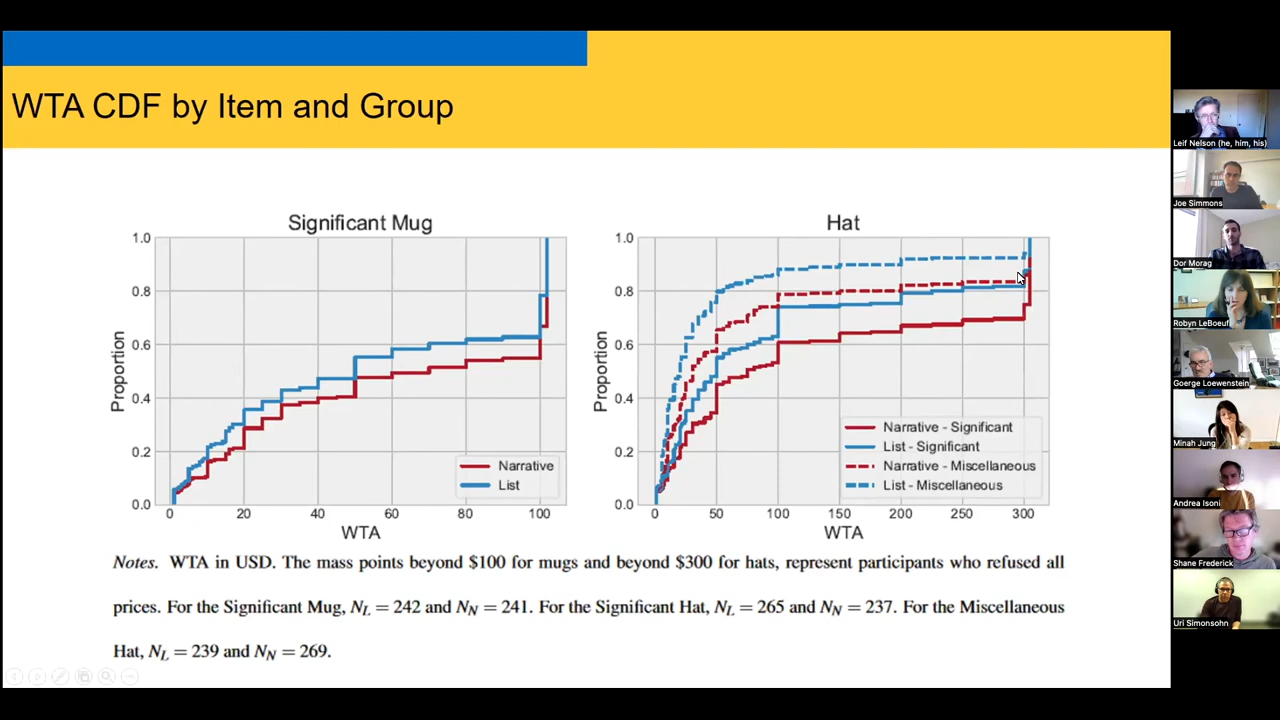 WTA CDF by Item and Group
Significant Mug
1.0
0.8
0.6
0.4
0.2
0.0
Proportion
0 20 40 60 80 100
WTA
Narrative
List
Hat
1.0
0.8
0.6
0.4
0.2
0.0
Proportion
0 50 100 150 200 250 300
WTA
Narrative - Significant
List - Significant
Narrative - Miscellaneous
List - Miscellaneous
Notes. WTA in USD. The mass points beyond $100 for mugs and beyond $300 for hats, represent participants who refused all
prices. For the Significant Mug, N_L = 242 and N_N = 241. For the Significant Hat, N_L = 265 and N_N = 237. For the Miscellaneous
Hat, N_L = 239 and N_N = 269.
Leif Nelson (he, him, his)
Joe Simmons
Dor Morag
Robyn LeBoeuf
Goerge Loewenstein
Minah Jung
Andrea Isoni
Shane Frederick
Uri Simonsohn